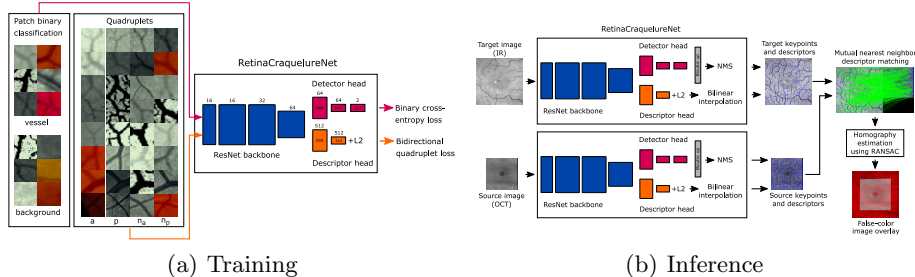 Patch binary
classification
Quadruplets
vessel
background
a p na np
RetinaCraquelureNet
16 16 32 64
ResNet backbone
Detector head
64
64 2
512
512
+L2
Descriptor head
Binary cross-
entropy loss
Bidirectional
quadruplet loss
(a) Training
RetinaCraquelureNet
Target image
(IR)
ResNet backbone
Detector head
NMS
+L2
Bilinear
interpolation
Descriptor head
Target keypoints
and descriptors
Source image
(OCT)
ResNet backbone
Detector head
NMS
+L2
Bilinear
interpolation
Descriptor head
Source keypoints
and descriptors
Mutual nearest neighbor
descriptor matching
Homography
estimation
using RANSAC
False-color
image overlay
(b) Inference